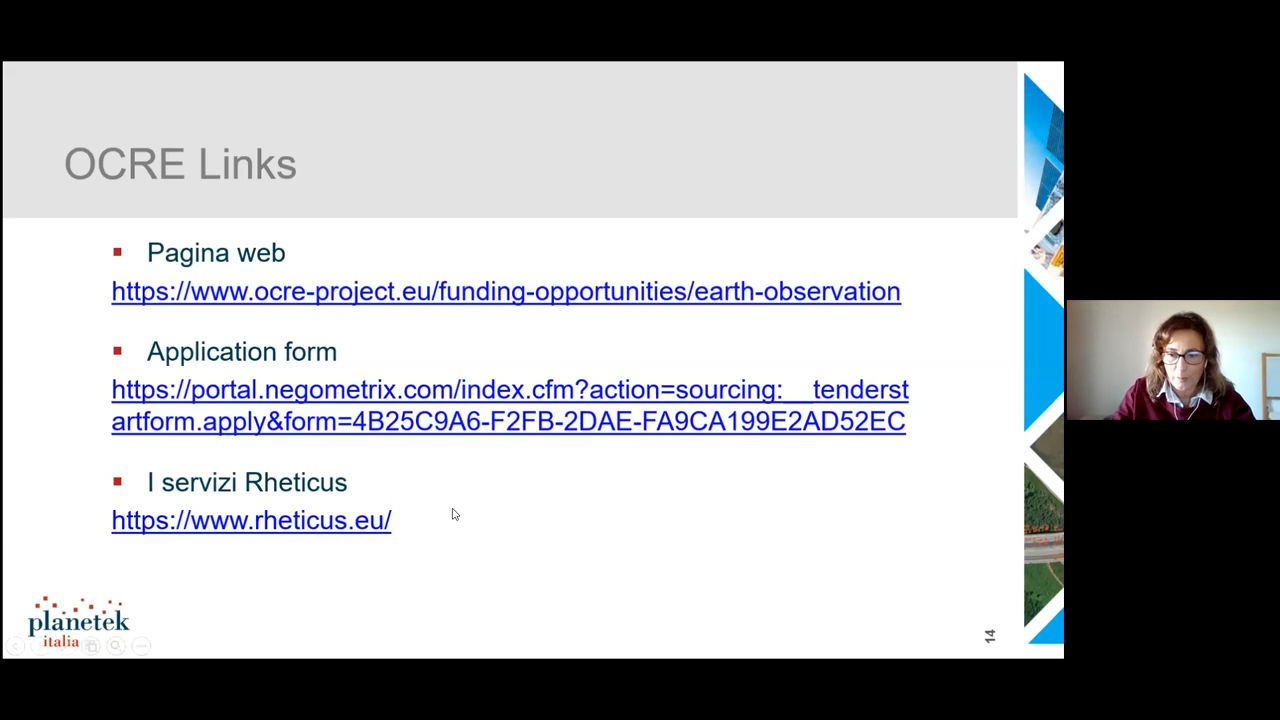 OCRE Links
Pagina web
https://www.ocre-project.eu/funding-opportunities/earth-observation
Application form
https://portal.negometrix.com/index.cfm?action=sourcing:__tenderst
artform.apply&form=4B25C9A6-F2FB-2DAE-FA9CA199E2AD52EC
I servizi Rheticus
https://www.rheticus.eu/
planetek
italia
14